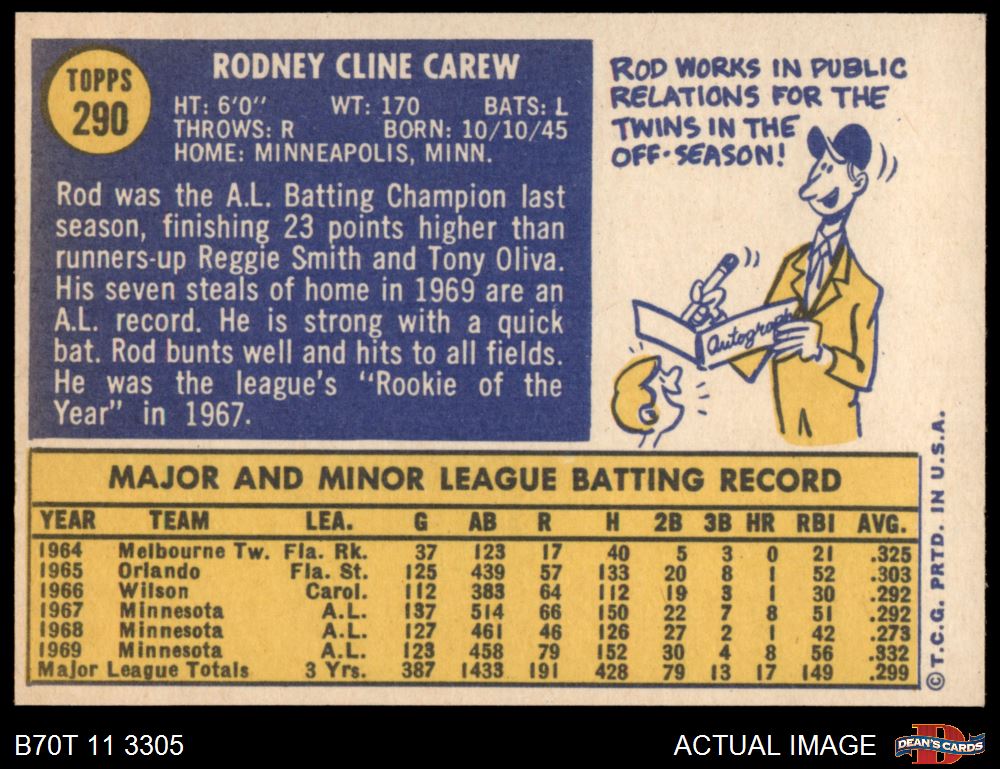 TOPPS
290
RODNEY CLINE CAREW
HT: 6'0" WT: 170 BATS: L
THROWS: R BORN: 10/10/45
HOME: MINNEAPOLIS, MINN.
Rod was the A.L. Batting Champion last
season, finishing 23 points higher than
runners-up Reggie Smith and Tony Oliva.
His seven steals of home in 1969 are an
A.L. record. He is strong with a quick
bat. Rod bunts well and hits to all fields.
He was the league's "Rookie of the
Year" in 1967.
ROD WORKS IN PUBLIC
RELATIONS FOR THE
TWINS IN THE
OFF-SEASON!
Autograph
MAJOR AND MINOR LEAGUE BATTING RECORD
YEAR TEAM LEA. G AB R H 2B 3B HR RBI AVG.
1964 Melbourne Tw. Fla. Rk. 37 123 17 40 5 3 0 21 .325
1965 Orlando Fla. St. 125 439 57 133 20 8 1 52 .303
1966 Wilson Carol. 112 383 64 112 19 3 1 30 .292
1967 Minnesota A.L. 137 514 66 150 22 7 8 51 .292
1968 Minnesota A.L. 127 461 46 126 27 2 1 42 .273
1969 Minnesota A.L. 123 458 79 152 30 4 8 56 .332
Major League Totals 3 Yrs. 387 1433 191 428 79 13 17 149 .299
©T.C.G. PRTD. IN U.S.A.
B70T 11 3305
ACTUAL IMAGE
D
DEAN'S CARDS